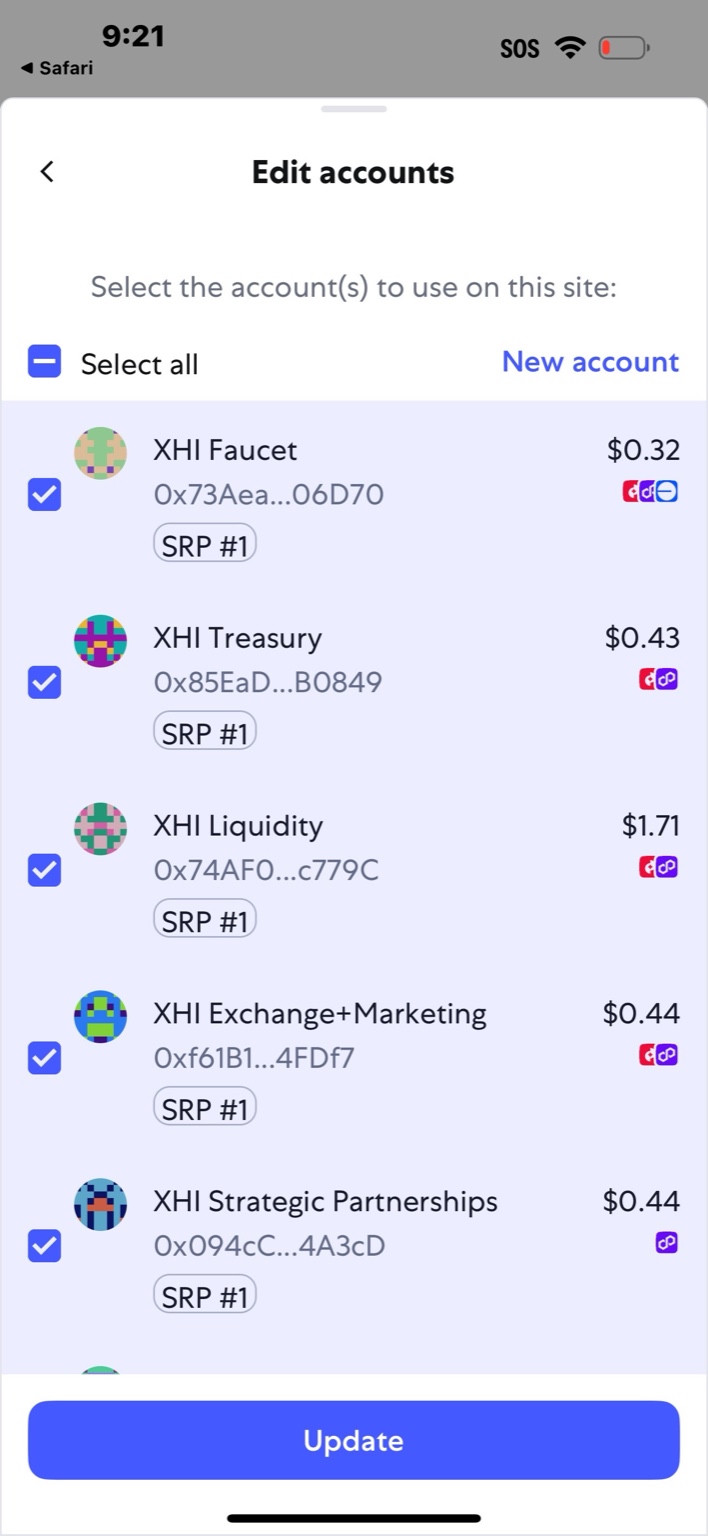 9:21
SOS
◀ Safari
Edit accounts
Select the account(s) to use on this site:
Select all
New account
XHI Faucet
$0.32
0x73Aea...06D70
SRP #1
XHI Treasury
$0.43
0x85EaD...B0849
SRP #1
XHI Liquidity
$1.71
0x74AF0...c779C
SRP #1
XHI Exchange+Marketing
$0.44
0xf61B1...4FDf7
SRP #1
XHI Strategic Partnerships
$0.44
0x094cC...4A3cD
SRP #1
Update